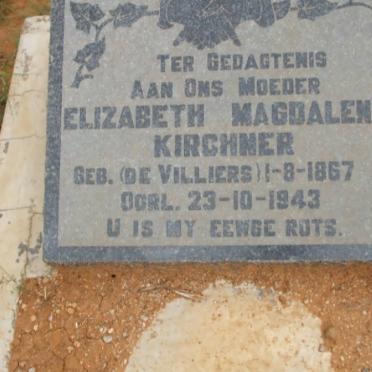 TER GEDAGTENIS
AAN ONS MOEDER
ELIZABETH MAGDALEN
KIRCHNER
GEB. (DE VILLIERS) 1-8-1867
OORL. 23-10-1943
U IS MY EEWGE ROTS.